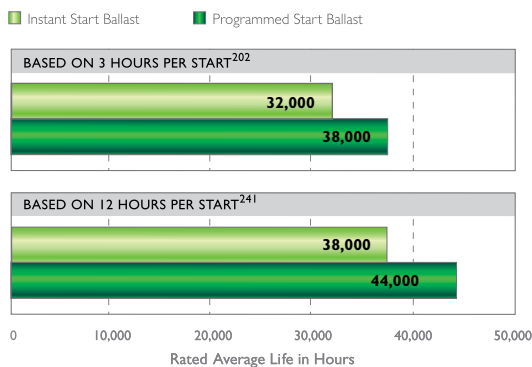 Instant Start Ballast Programmed Start Ballast
BASED ON 3 HOURS PER START202
32,000
38,000
BASED ON 12 HOURS PER START241
38,000
44,000
0 10,000 20,000 30,000 40,000 50,000
Rated Average Life in Hours